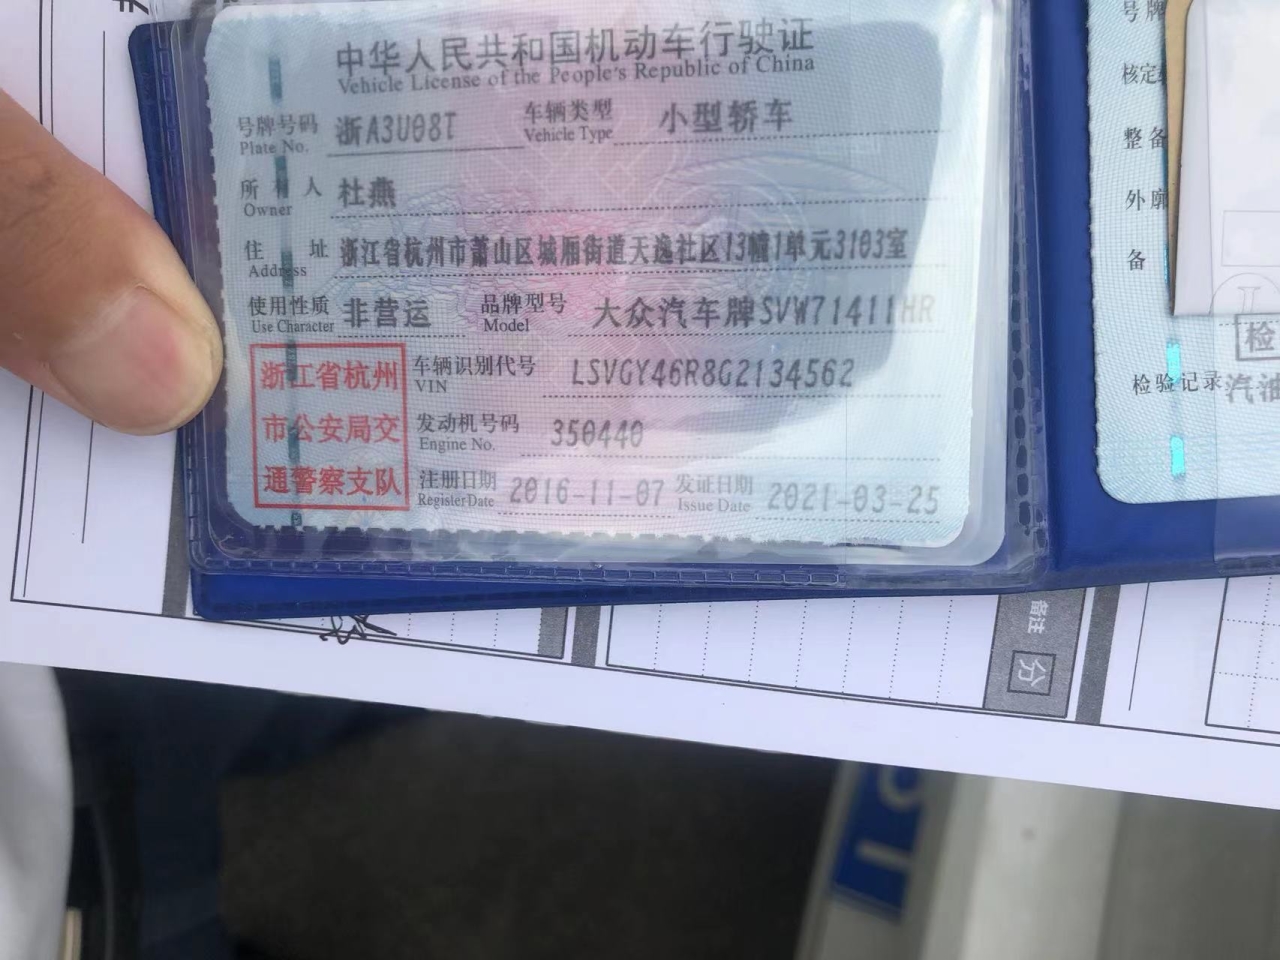 中华人民共和国机动车行驶证
Vehicle License of the People's Republic of China
号牌号码 浙A3U08T 车辆类型 小型轿车
Plate No. Vehicle Type
所有人 杜燕
Owner
住址 浙江省杭州市萧山区城厢街道天逸社区13幢1单元3103室
Address
使用性质 非营运 品牌型号 大众汽车牌SVW71411HR
Use Character Model
浙江省杭州
市公安局交
通警察支队
车辆识别代号 LSVGY46R8G2134562
VIN
发动机号码 350440
Engine No.
注册日期 2016-11-07 发证日期 2021-03-25
Register Date Issue Date
号牌
核定
整备
外廓
备
检
检验记录 汽油
备注
分